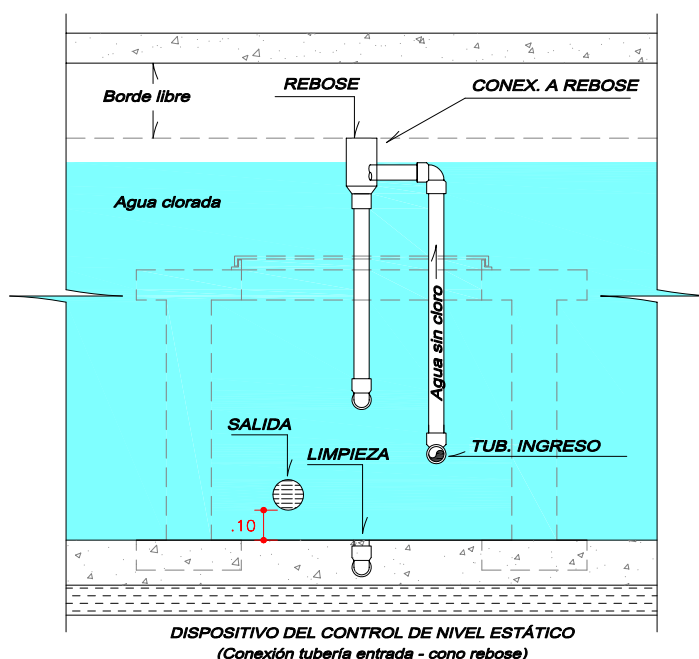 REBOSE
CONEX. A REBOSE
Borde libre
Agua clorada
Agua sin cloro
SALIDA
LIMPIEZA
TUB. INGRESO
.10
DISPOSITIVO DEL CONTROL DE NIVEL ESTÁTICO
(Conexión tubería entrada - cono rebose)